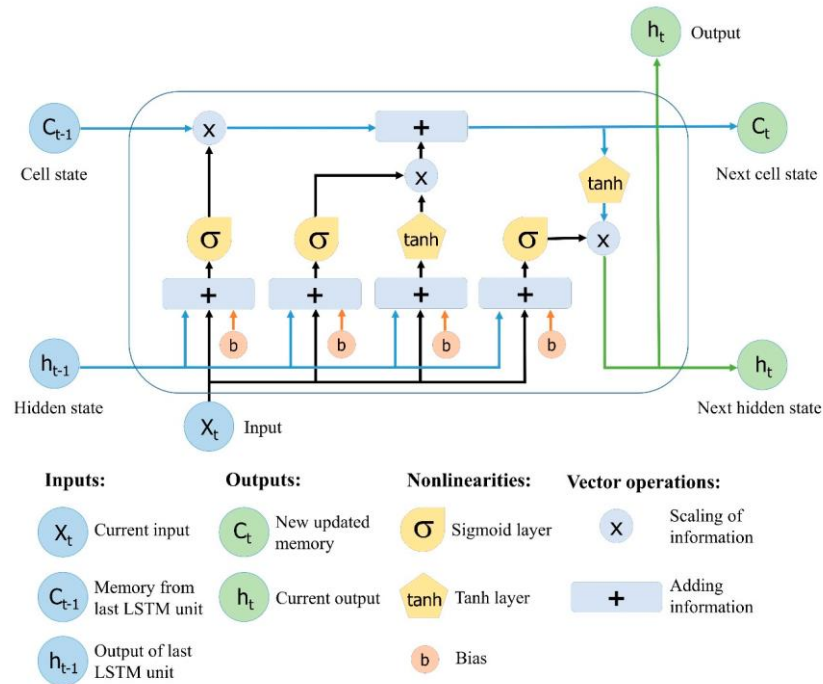 hₜ
Output
Cₜ₋₁
x
+
Cₜ
Cell state
Next cell state
tanh
x
σ
σ
tanh
σ
x
+
+
+
+
b
b
b
b
hₜ₋₁
hₜ
Hidden state
Next hidden state
Xₜ
Input
Inputs:
Outputs:
Nonlinearities:
Vector operations:
Xₜ
Current input
Cₜ
New updated
memory
σ
Sigmoid layer
x
Scaling of
information
Cₜ₋₁
Memory from
last LSTM unit
hₜ
Current output
tanh
Tanh layer
+
Adding
information
hₜ₋₁
Output of last
LSTM unit
b
Bias